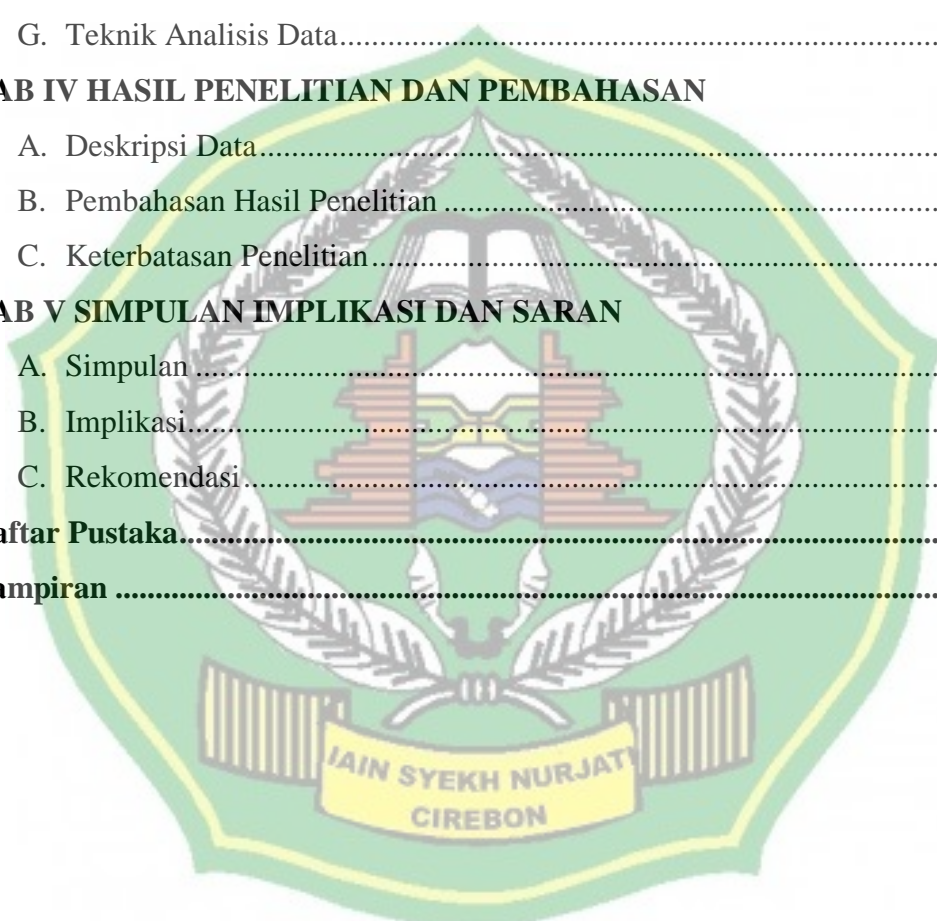 G. Teknik Analisis Data....................................................................................
AB IV HASIL PENELITIAN DAN PEMBAHASAN
A. Deskripsi Data..............................................................................................
B. Pembahasan Hasil Penelitian ......................................................................
C. Keterbatasan Penelitian................................................................................
AB V SIMPULAN IMPLIKASI DAN SARAN
A. Simpulan ......................................................................................................
B. Implikasi.......................................................................................................
C. Rekomendasi................................................................................................
aftar Pustaka......................................................................................................
ampiran ..............................................................................................................
IAIN SYEKH NURJATI
CIREBON